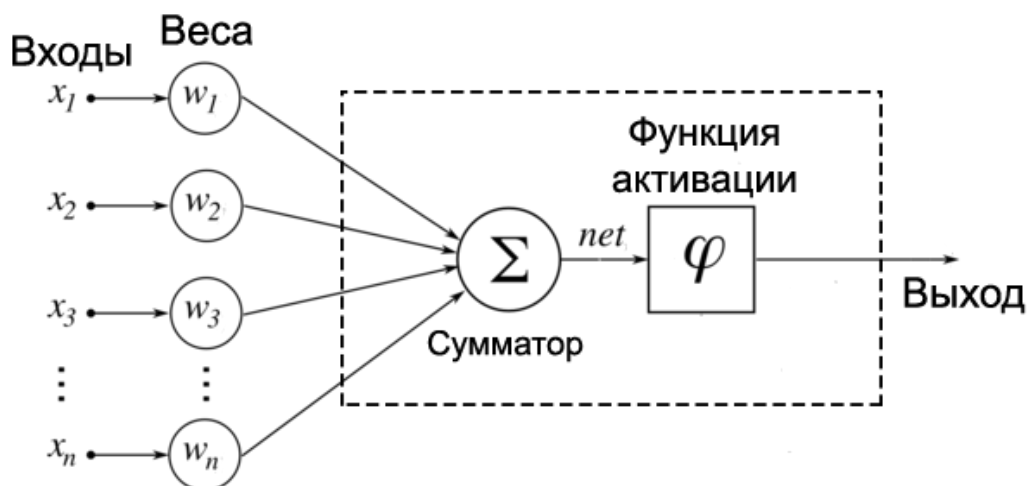 Входы
Веса
x1
w1
x2
w2
x3
w3
⋮
⋮
xn
wn
Σ
Сумматор
net
Функция
активации
φ
Выход